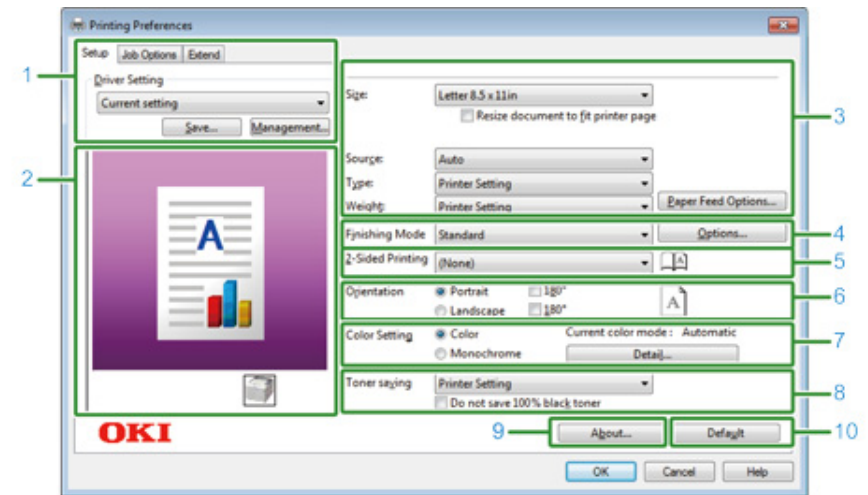 Printing Preferences
Setup Job Options Extend
1
Driver Setting
Current setting
Save... Management...
2
A
OKI
Size: Letter 8.5 x 11in
Resize document to fit printer page
3
Source: Auto
Type: Printer Setting
Weight: Printer Setting Paper Feed Options...
Finishing Mode Standard Options... 4
2-Sided Printing (None) A 5
Orientation Portrait 180°
Landscape 180° A 6
Color Setting Color Current color mode : Automatic
Monochrome Detail... 7
Toner saving Printer Setting
Do not save 100% black toner 8
9 About... Default 10
OK Cancel Help